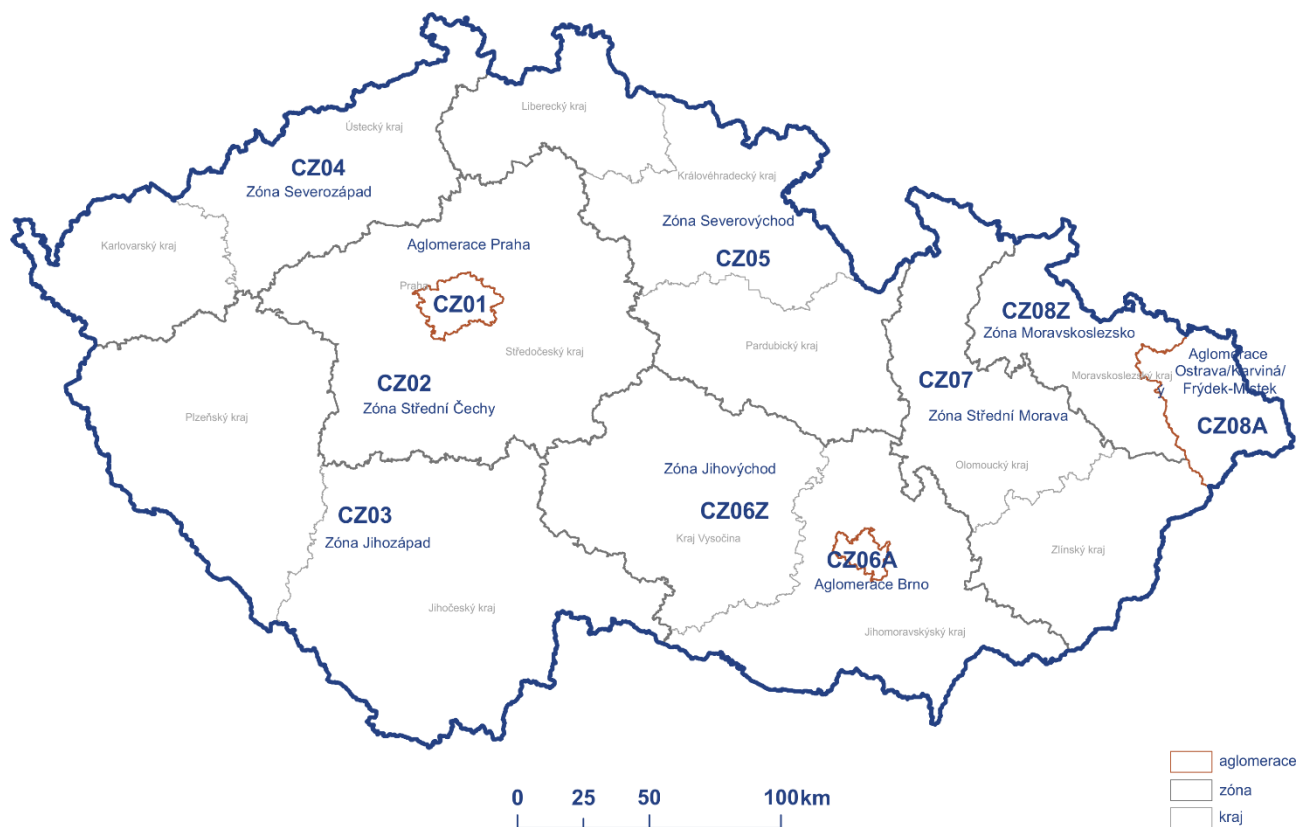 Liberecký kraj
Ústecký kraj
CZ04
Zóna Severozápad
Královéhradecký kraj
Zóna Severovýchod
CZ05
Karlovarský kraj
Aglomerace Praha
Praha
CZ01
Středočeský kraj
CZ02
Zóna Střední Čechy
Pardubický kraj
CZ08Z
Zóna Moravskoslezsko
Moravskoslezský kraj
Aglomerace
Ostrava/Karviná/
Frýdek-Místek
y
CZ08A
CZ07
Zóna Střední Morava
Olomoucký kraj
Plzeňský kraj
CZ03
Zóna Jihozápad
Jihočeský kraj
Zóna Jihovýchod
CZ06Z
Kraj Vysočina
CZ06A
Aglomerace Brno
Zlínský kraj
Jihomoravskýský kraj
0 25 50 100km
aglomerace
zóna
kraj